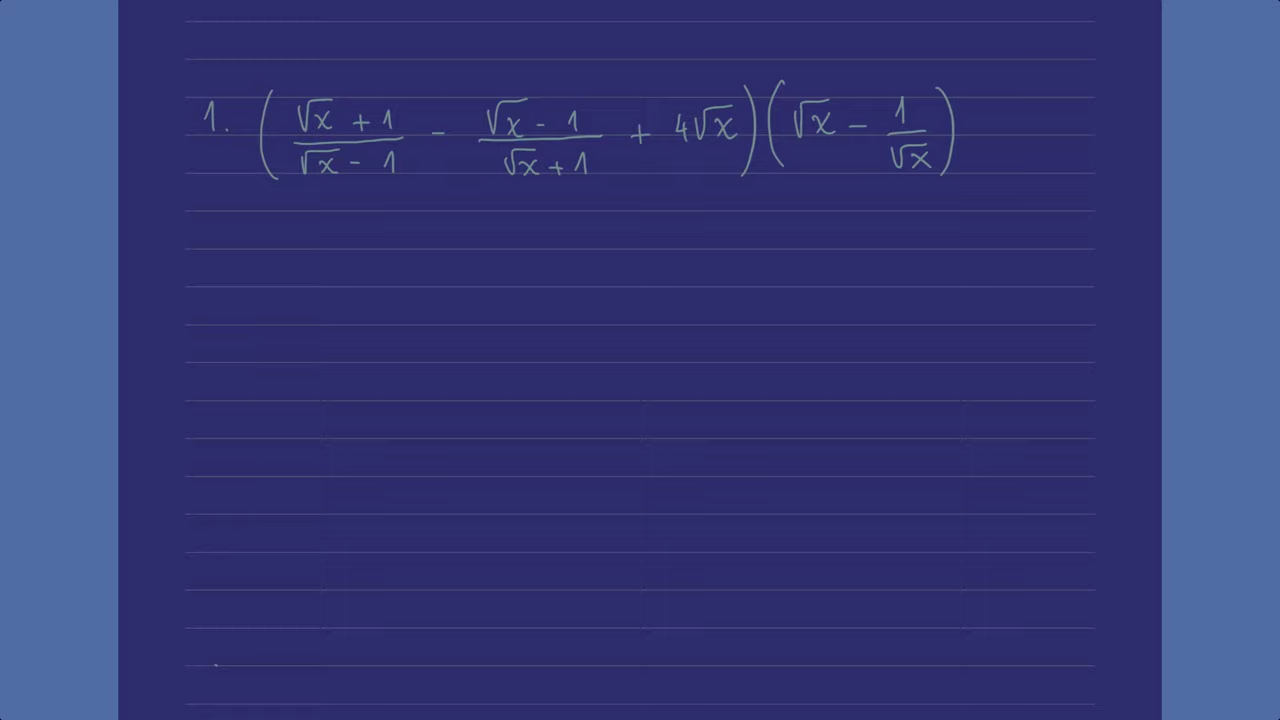 1. ( (√x + 1)/(√x - 1) - (√x - 1)/(√x + 1) + 4√x ) ( √x - 1/√x )